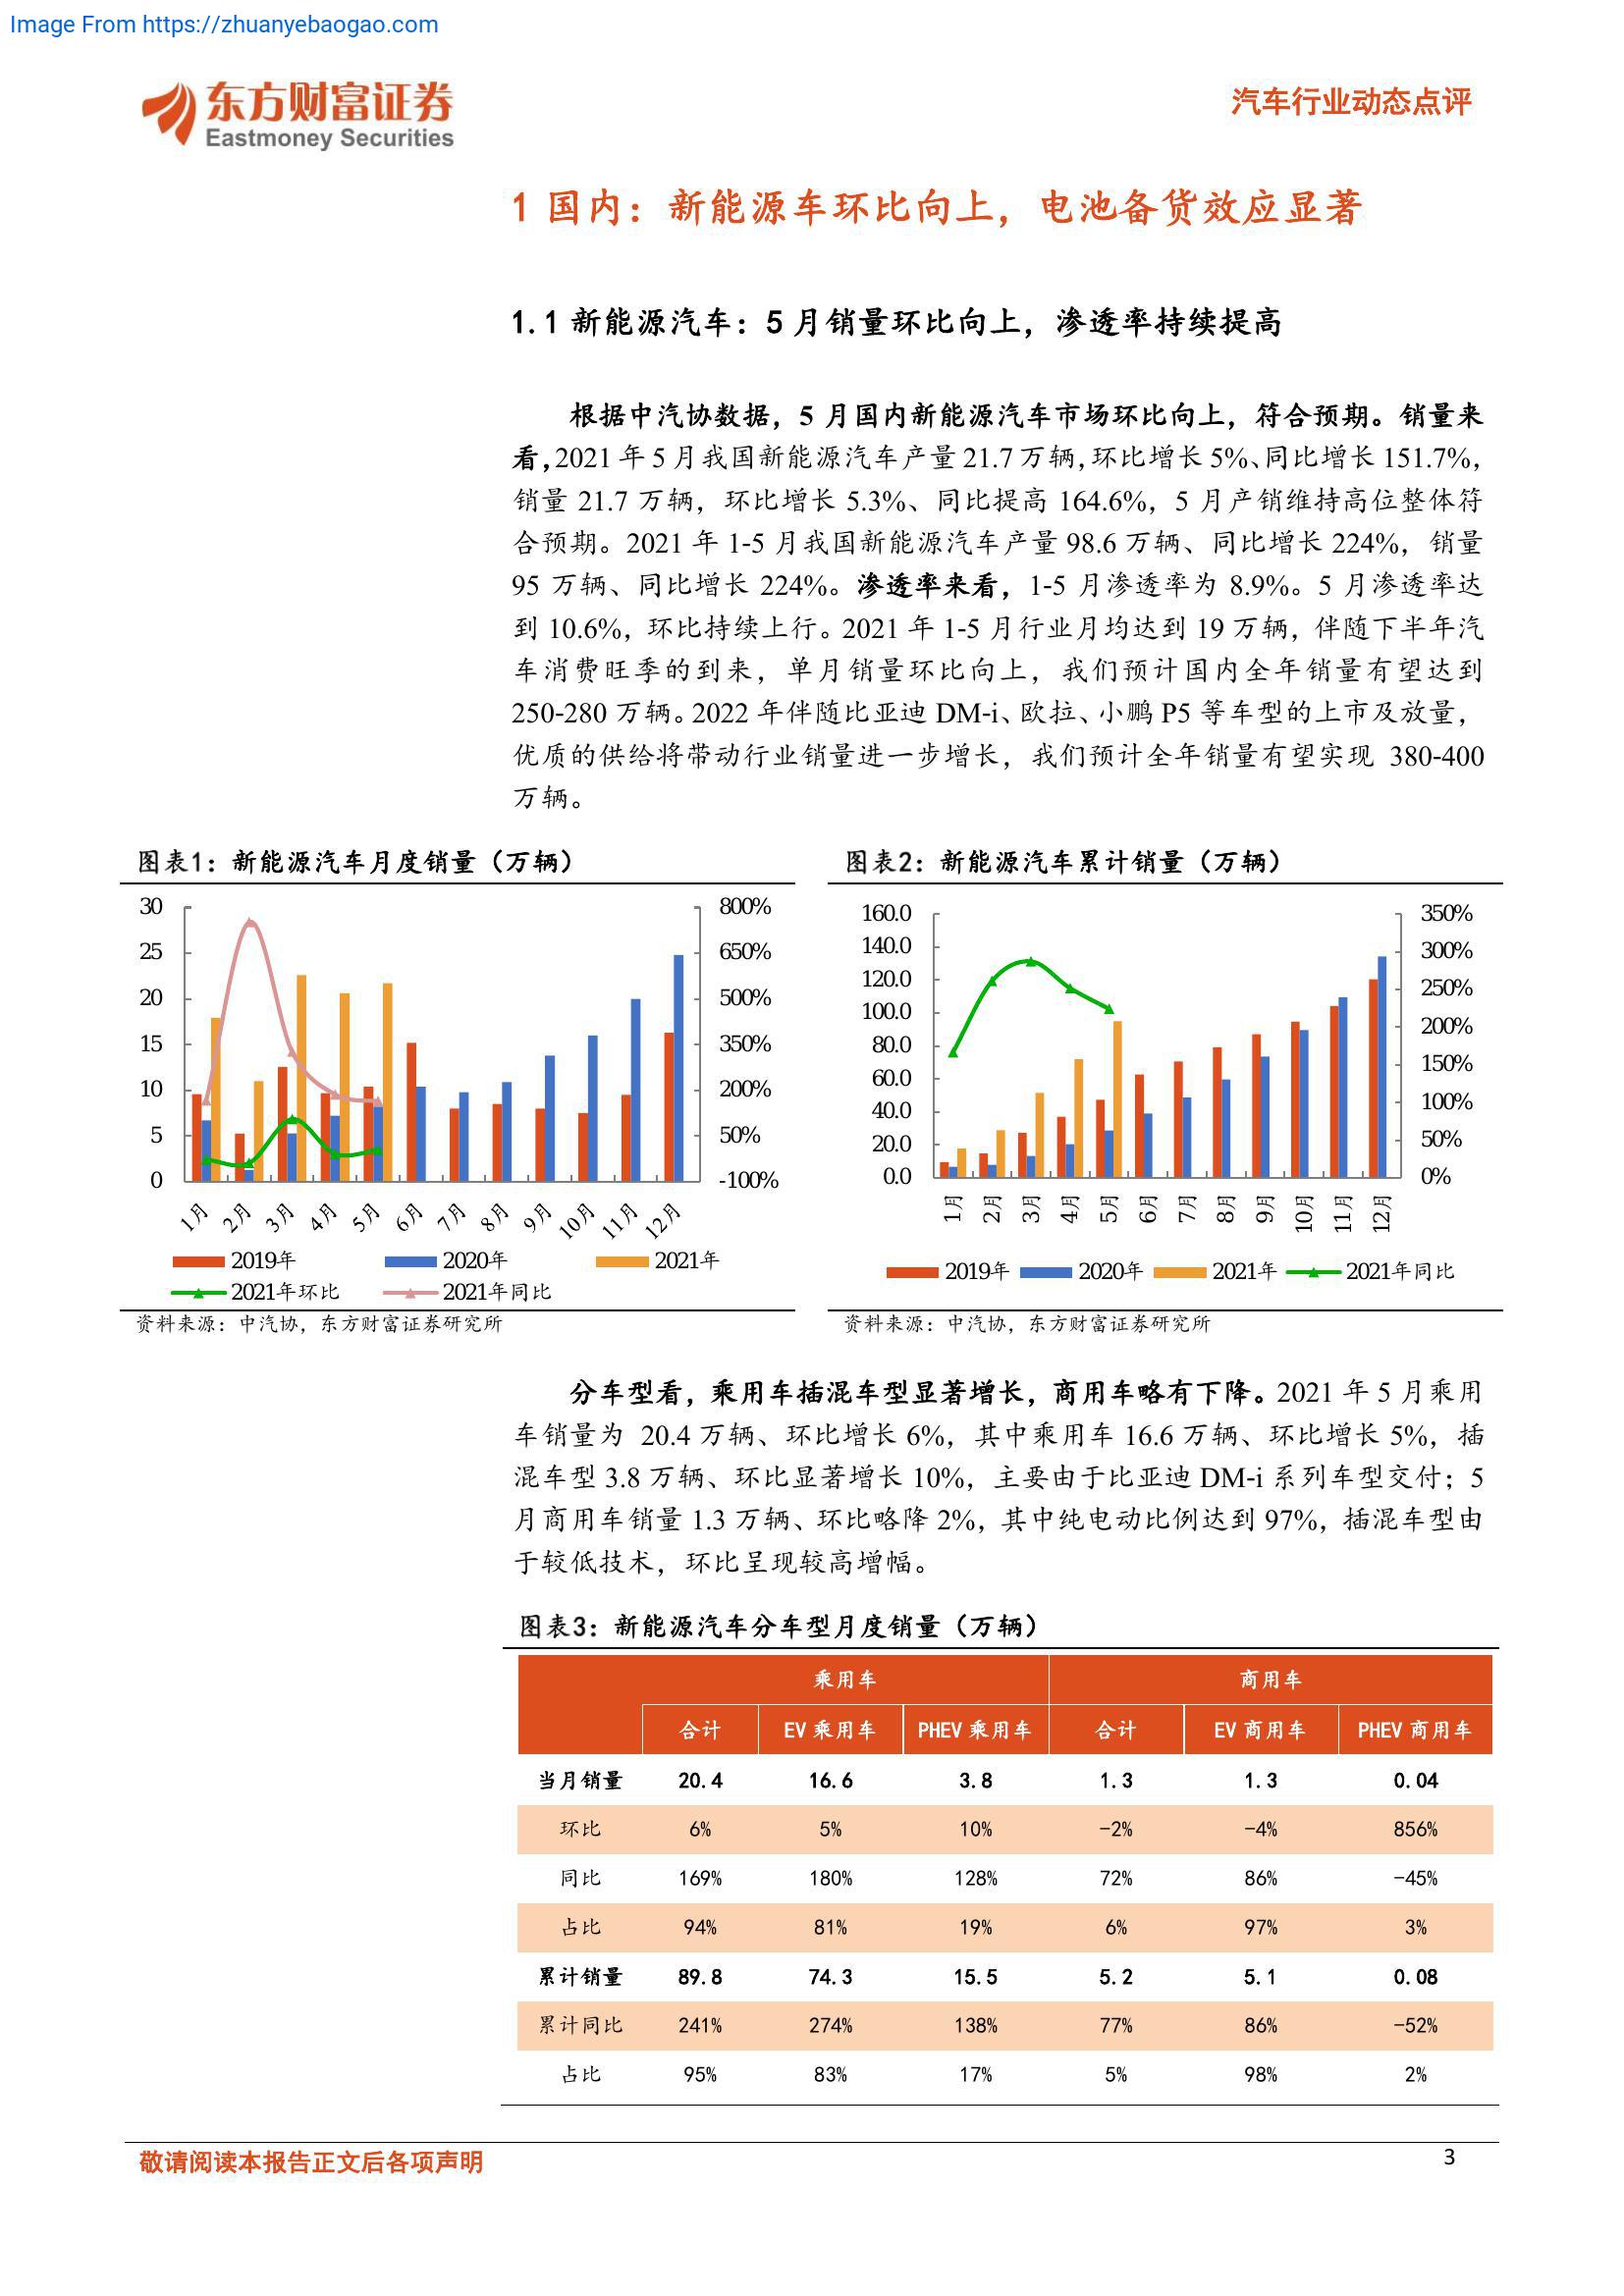 Image From https://zhuanyebaogao.com
东方财富证券
Eastmoney Securities
汽车行业动态点评
1 国内：新能源车环比向上，电池备货效应显著
1.1 新能源汽车：5 月销量环比向上，渗透率持续提高
根据中汽协数据，5 月国内新能源汽车市场环比向上，符合预期。销量来
看，2021 年 5 月我国新能源汽车产量 21.7 万辆，环比增长 5%、同比增长 151.7%，
销量 21.7 万辆，环比增长 5.3%、同比提高 164.6%，5 月产销维持高位整体符
合预期。2021 年 1-5 月我国新能源汽车产量 98.6 万辆、同比增长 224%，销量
95 万辆、同比增长 224%。渗透率来看，1-5 月渗透率为 8.9%。5 月渗透率达
到 10.6%，环比持续上行。2021 年 1-5 月行业月均达到 19 万辆，伴随下半年汽
车消费旺季的到来，单月销量环比向上，我们预计国内全年销量有望达到
250-280 万辆。2022 年伴随比亚迪 DM-i、欧拉、小鹏 P5 等车型的上市及放量，
优质的供给将带动行业销量进一步增长，我们预计全年销量有望实现 380-400
万辆。
图表1：新能源汽车月度销量（万辆）
30
25
20
15
10
5
0
800%
650%
500%
350%
200%
50%
-100%
1月 2月 3月 4月 5月 6月 7月 8月 9月 10月 11月 12月
2019年 2020年 2021年
2021年环比 2021年同比
资料来源：中汽协，东方财富证券研究所
图表2：新能源汽车累计销量（万辆）
160.0
140.0
120.0
100.0
80.0
60.0
40.0
20.0
0.0
350%
300%
250%
200%
150%
100%
50%
0%
1月 2月 3月 4月 5月 6月 7月 8月 9月 10月 11月 12月
2019年 2020年 2021年 2021年同比
资料来源：中汽协，东方财富证券研究所
分车型看，乘用车插混车型显著增长，商用车略有下降。2021 年 5 月乘用
车销量为 20.4 万辆、环比增长 6%，其中乘用车 16.6 万辆、环比增长 5%，插
混车型 3.8 万辆、环比显著增长 10%，主要由于比亚迪 DM-i 系列车型交付；5
月商用车销量 1.3 万辆、环比略降 2%，其中纯电动比例达到 97%，插混车型由
于较低技术，环比呈现较高增幅。
图表3：新能源汽车分车型月度销量（万辆）
乘用车 商用车
合计 EV 乘用车 PHEV 乘用车 合计 EV 商用车 PHEV 商用车
当月销量 20.4 16.6 3.8 1.3 1.3 0.04
环比 6% 5% 10% -2% -4% 856%
同比 169% 180% 128% 72% 86% -45%
占比 94% 81% 19% 6% 97% 3%
累计销量 89.8 74.3 15.5 5.2 5.1 0.08
累计同比 241% 274% 138% 77% 86% -52%
占比 95% 83% 17% 5% 98% 2%
敬请阅读本报告正文后各项声明
3